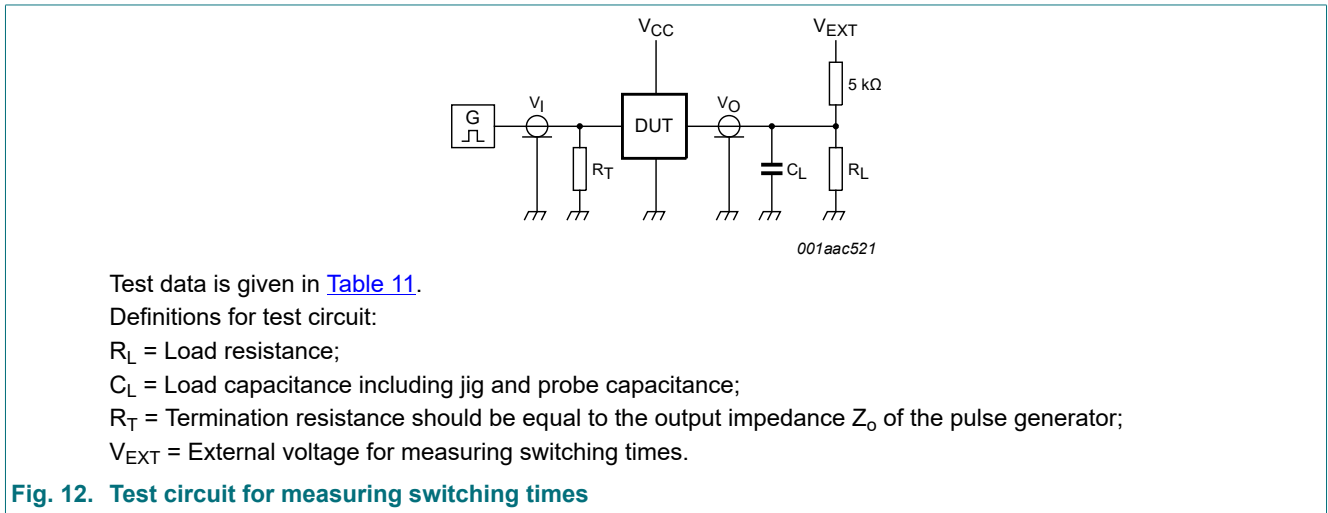 VCC
VEXT
5 kΩ
G
VI
DUT
VO
RT
CL
RL
001aac521
Test data is given in Table 11.
Definitions for test circuit:
RL = Load resistance;
CL = Load capacitance including jig and probe capacitance;
RT = Termination resistance should be equal to the output impedance Zo of the pulse generator;
VEXT = External voltage for measuring switching times.
Fig. 12. Test circuit for measuring switching times